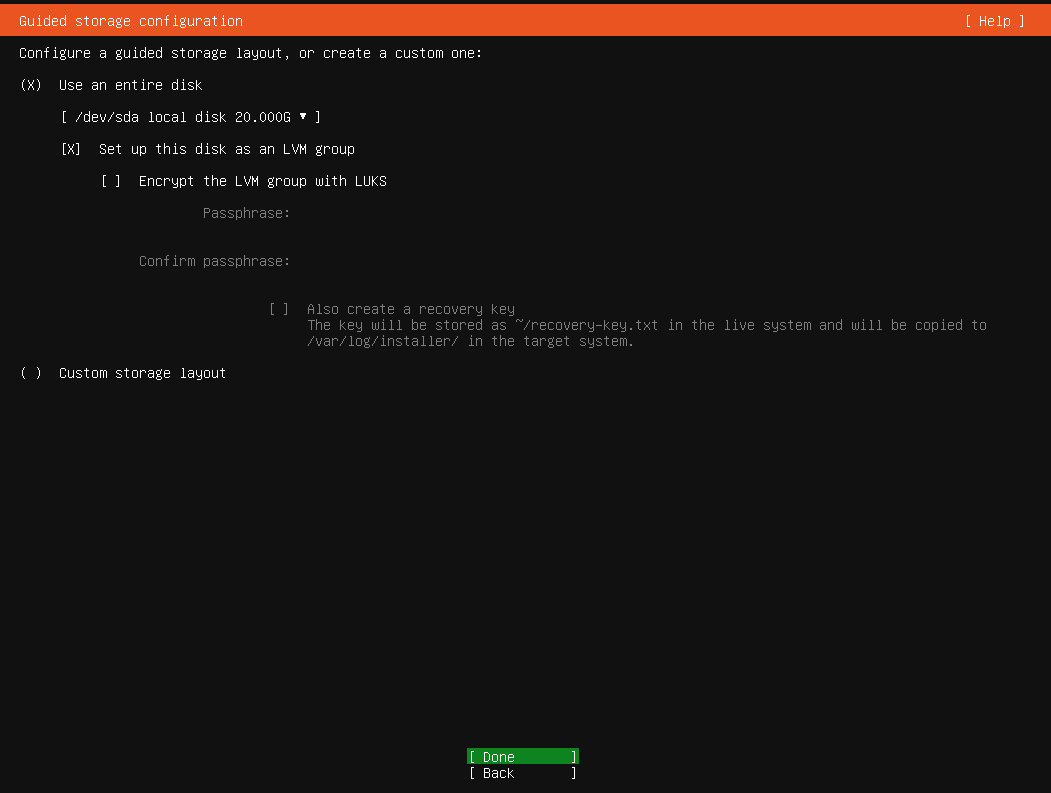 Guided storage configuration [ Help ]
Configure a guided storage layout, or create a custom one:
(X) Use an entire disk
[ /dev/sda local disk 20.000G ▾ ]
[X] Set up this disk as an LVM group
[ ] Encrypt the LVM group with LUKS
Passphrase:
Confirm passphrase:
[ ] Also create a recovery key
The key will be stored as ~/recovery-key.txt in the live system and will be copied to
/var/log/installer/ in the target system.
( ) Custom storage layout
[ Done ]
[ Back ]